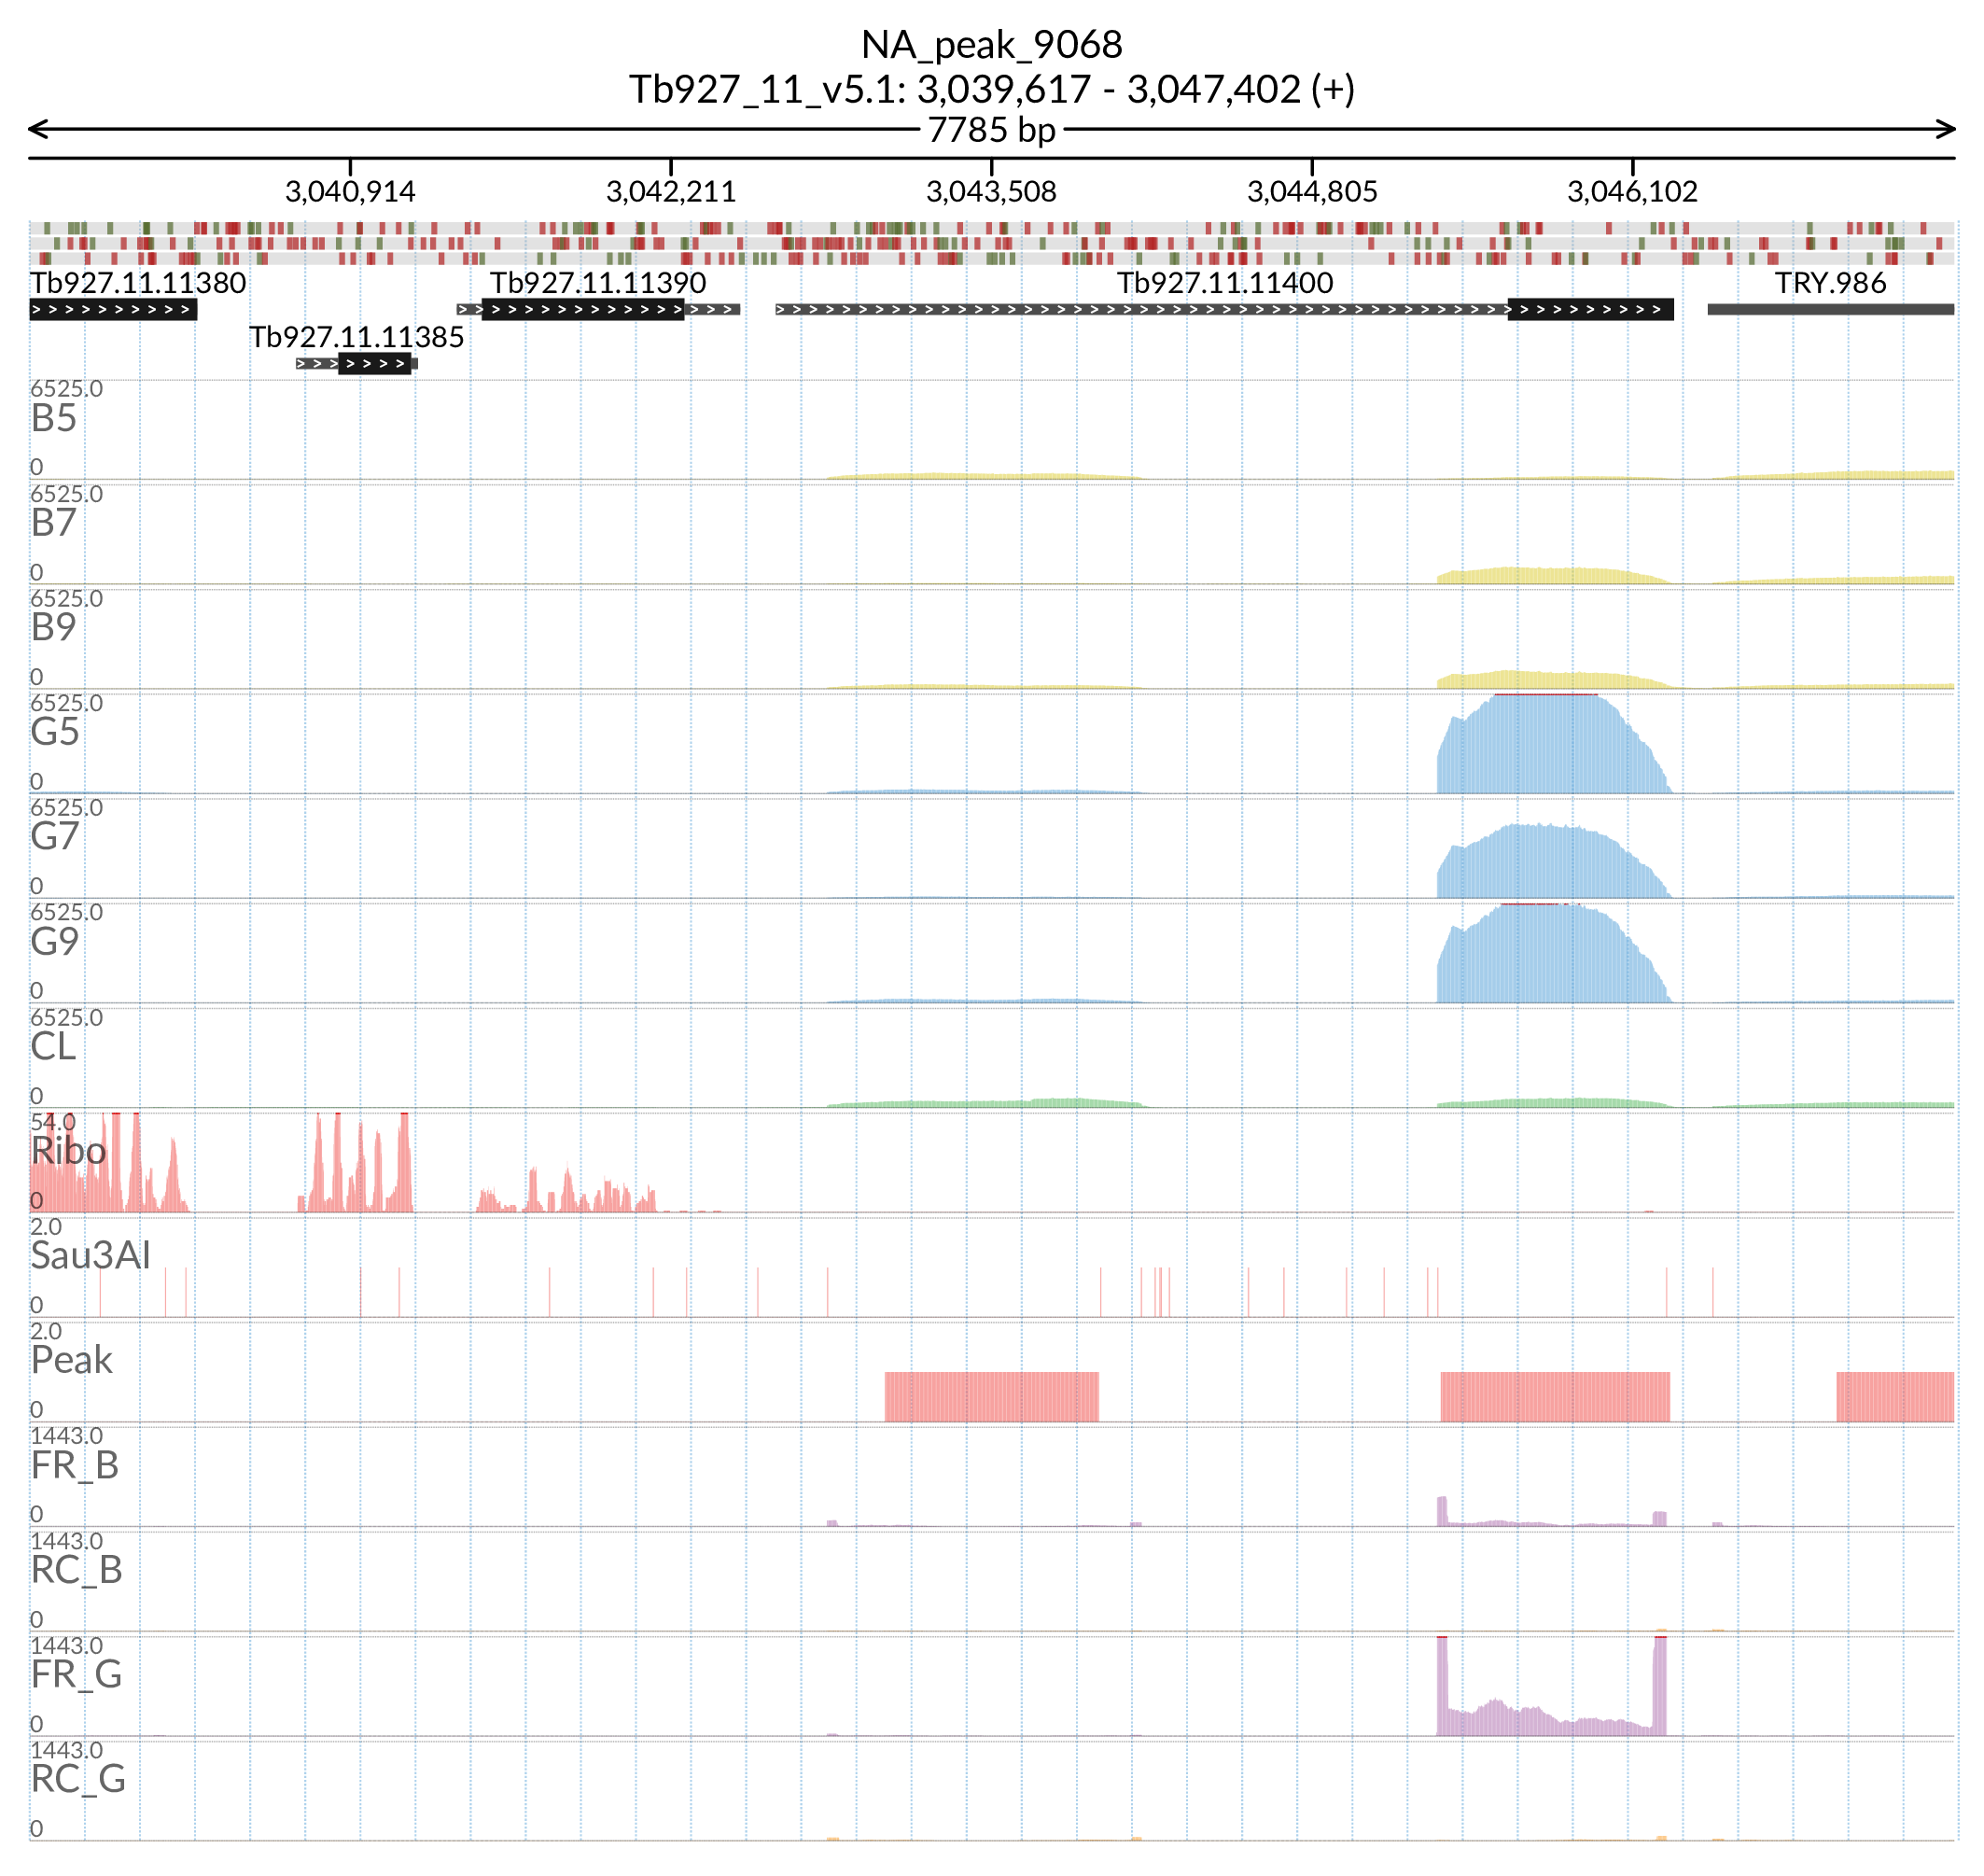 NA_peak_9068
Tb927_11_v5.1: 3,039,617 - 3,047,402 (+)
7785 bp
3,040,914 3,042,211 3,043,508 3,044,805 3,046,102
Tb927.11.11380 Tb927.11.11390 Tb927.11.11400 TRY.986
Tb927.11.11385
6525.0
B5
0
6525.0
B7
0
6525.0
B9
0
6525.0
G5
0
6525.0
G7
0
6525.0
G9
0
6525.0
CL
0
54.0
Ribo
0
2.0
Sau3AI
0
2.0
Peak
0
1443.0
FR_B
0
1443.0
RC_B
0
1443.0
FR_G
0
1443.0
RC_G
0